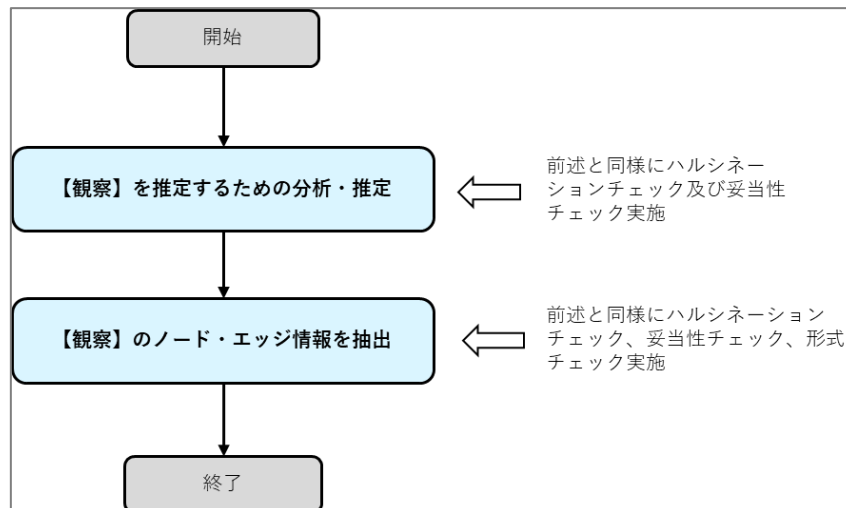 開始
【観察】を推定するための分析・推定
前述と同様にハルシネー
ションチェック及び妥当性
チェック実施
【観察】のノード・エッジ情報を抽出
前述と同様にハルシネーション
チェック、妥当性チェック、形式
チェック実施
終了